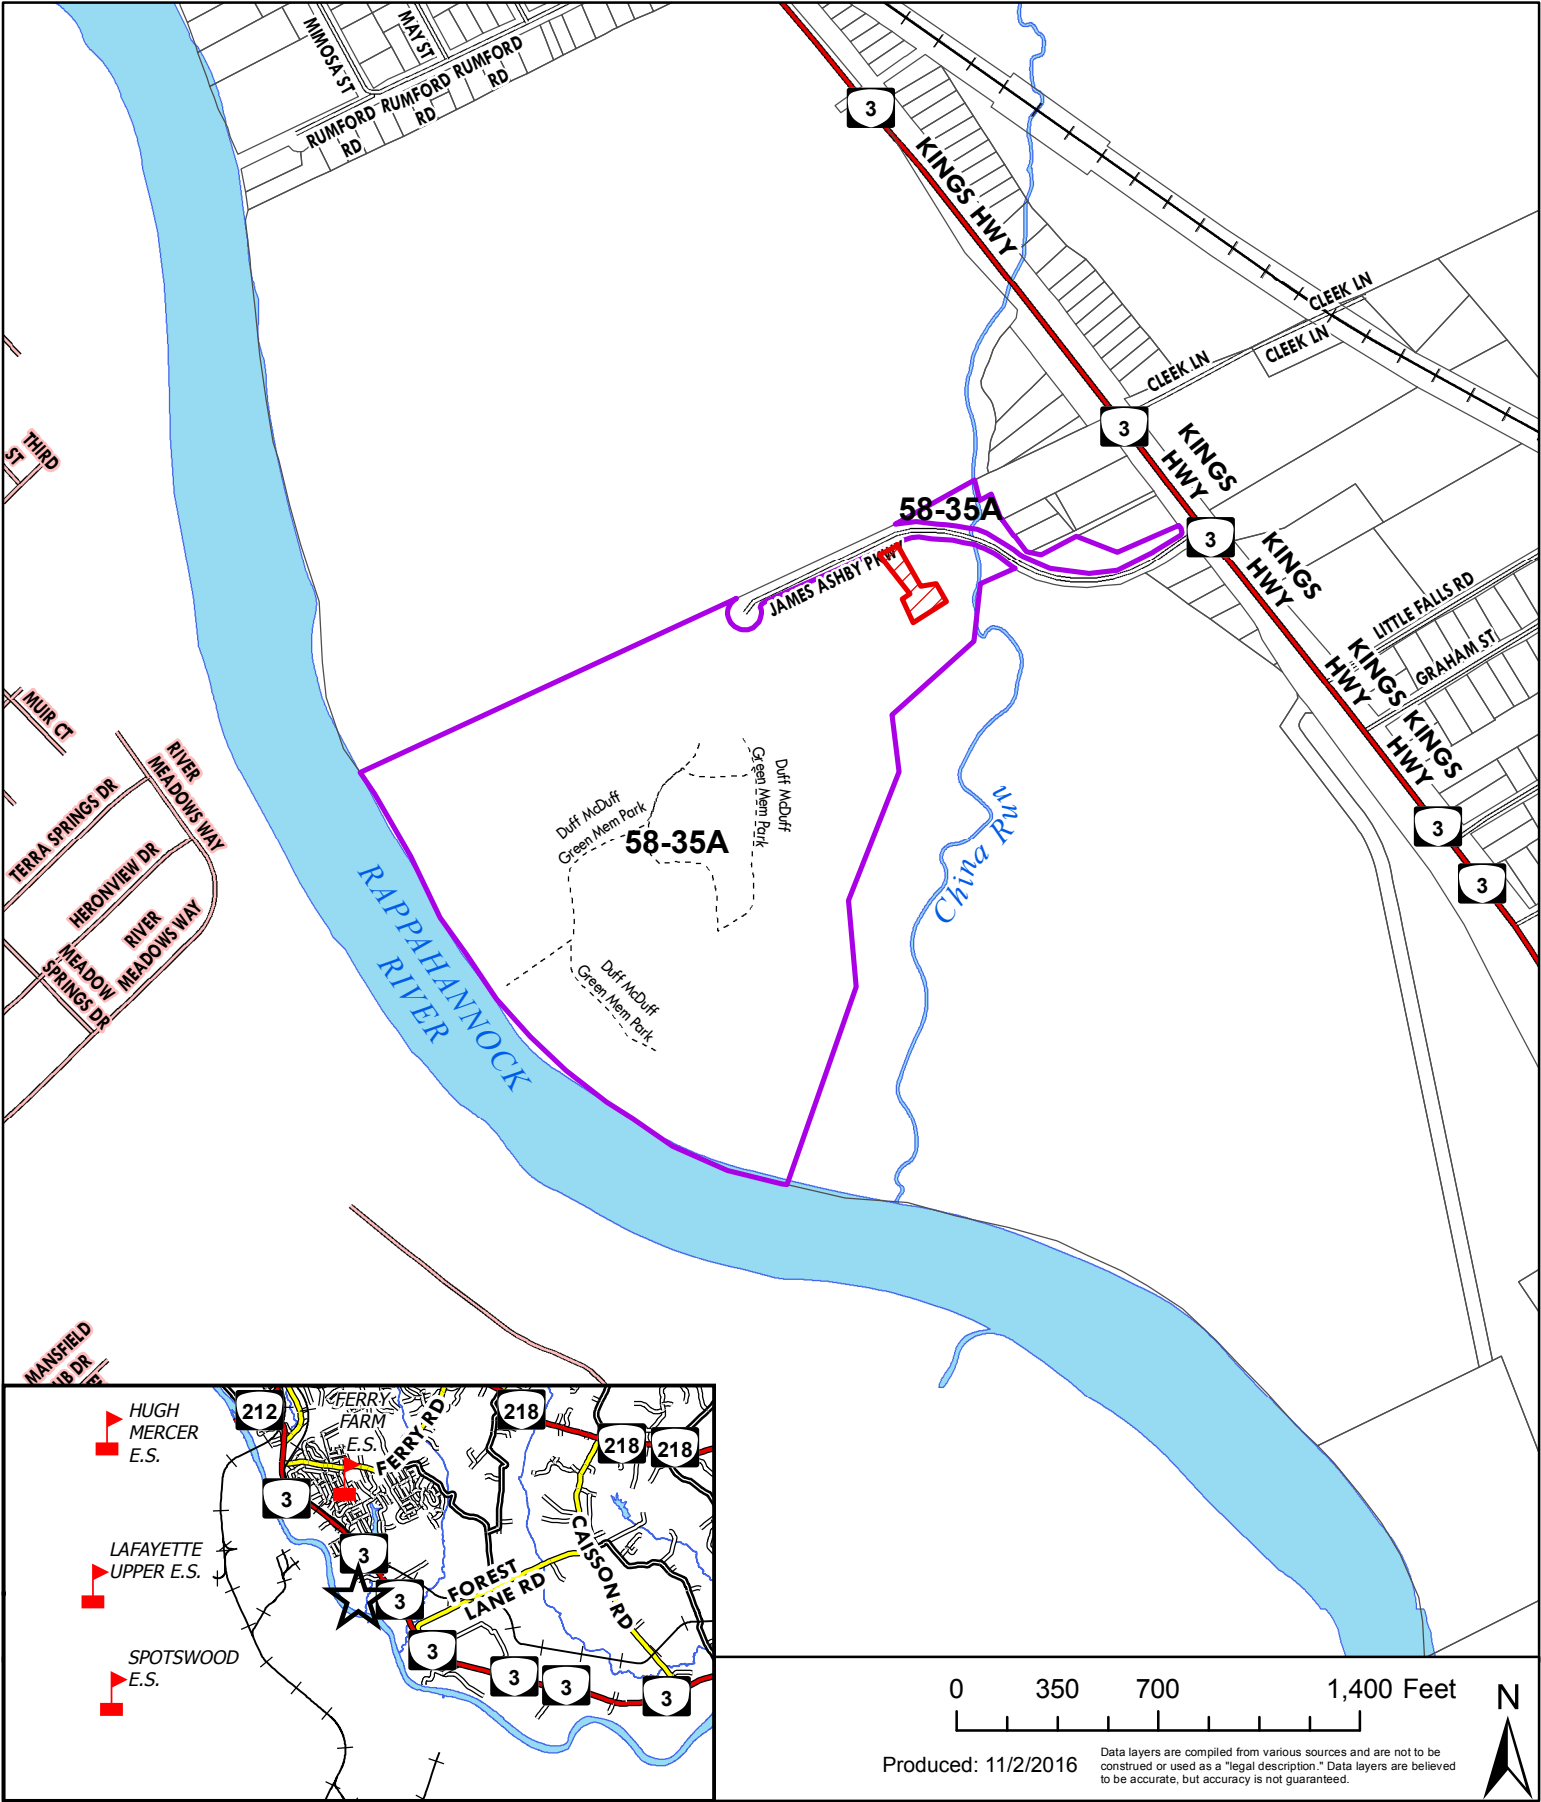 MIMOSA ST
MAY ST
RUMFORD
RD
RUMFORD
RD
RUMFORD
RD
3
KINGS HWY
CLEEK LN
CLEEK LN
CLEEK LN
3
KINGS
HWY
THIRD
ST
58-35A
3
KINGS
HWY
JAMES ASHBY PKWY
LITTLE FALLS RD
GRAHAM ST
KINGS
HWY
KINGS
HWY
MUIR CT
RIVER
MEADOWS WAY
TERRA SPRINGS DR
HERONVIEW DR
RIVER
MEADOWS WAY
MEADOW
SPRINGS DR
Duff McDuff
Green Mem Park
Duff McDuff
Green Mem Park
58-35A
Duff McDuff
Green Mem Park
China Run
3
3
RAPPAHANNOCK
RIVER
MANSFIELD
UB DR
HUGH
MERCER
E.S.
212
FERRY
FARM
E.S.
FERRY RD
218
218
218
3
LAFAYETTE
UPPER E.S.
3
3
FOREST
LANE RD
CAISSON RD
SPOTSWOOD
E.S.
3
3
3
3
0 350 700 1,400 Feet
N
Produced: 11/2/2016
Data layers are compiled from various sources and are not to be
construed or used as a "legal description." Data layers are believed
to be accurate, but accuracy is not guaranteed.